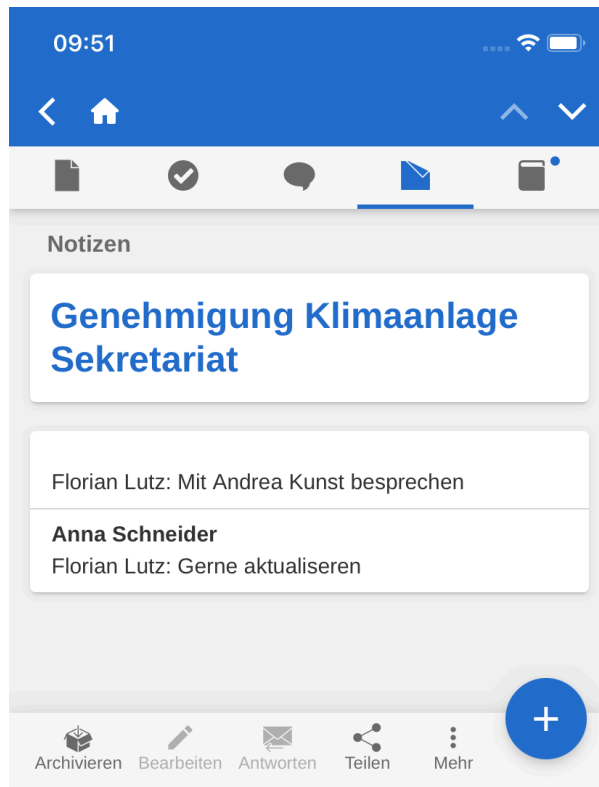 09:51
Notizen
Genehmigung Klimaanlage
Sekretariat
Florian Lutz: Mit Andrea Kunst besprechen
Anna Schneider
Florian Lutz: Gerne aktualiseren
Archivieren Bearbeiten Antworten Teilen Mehr